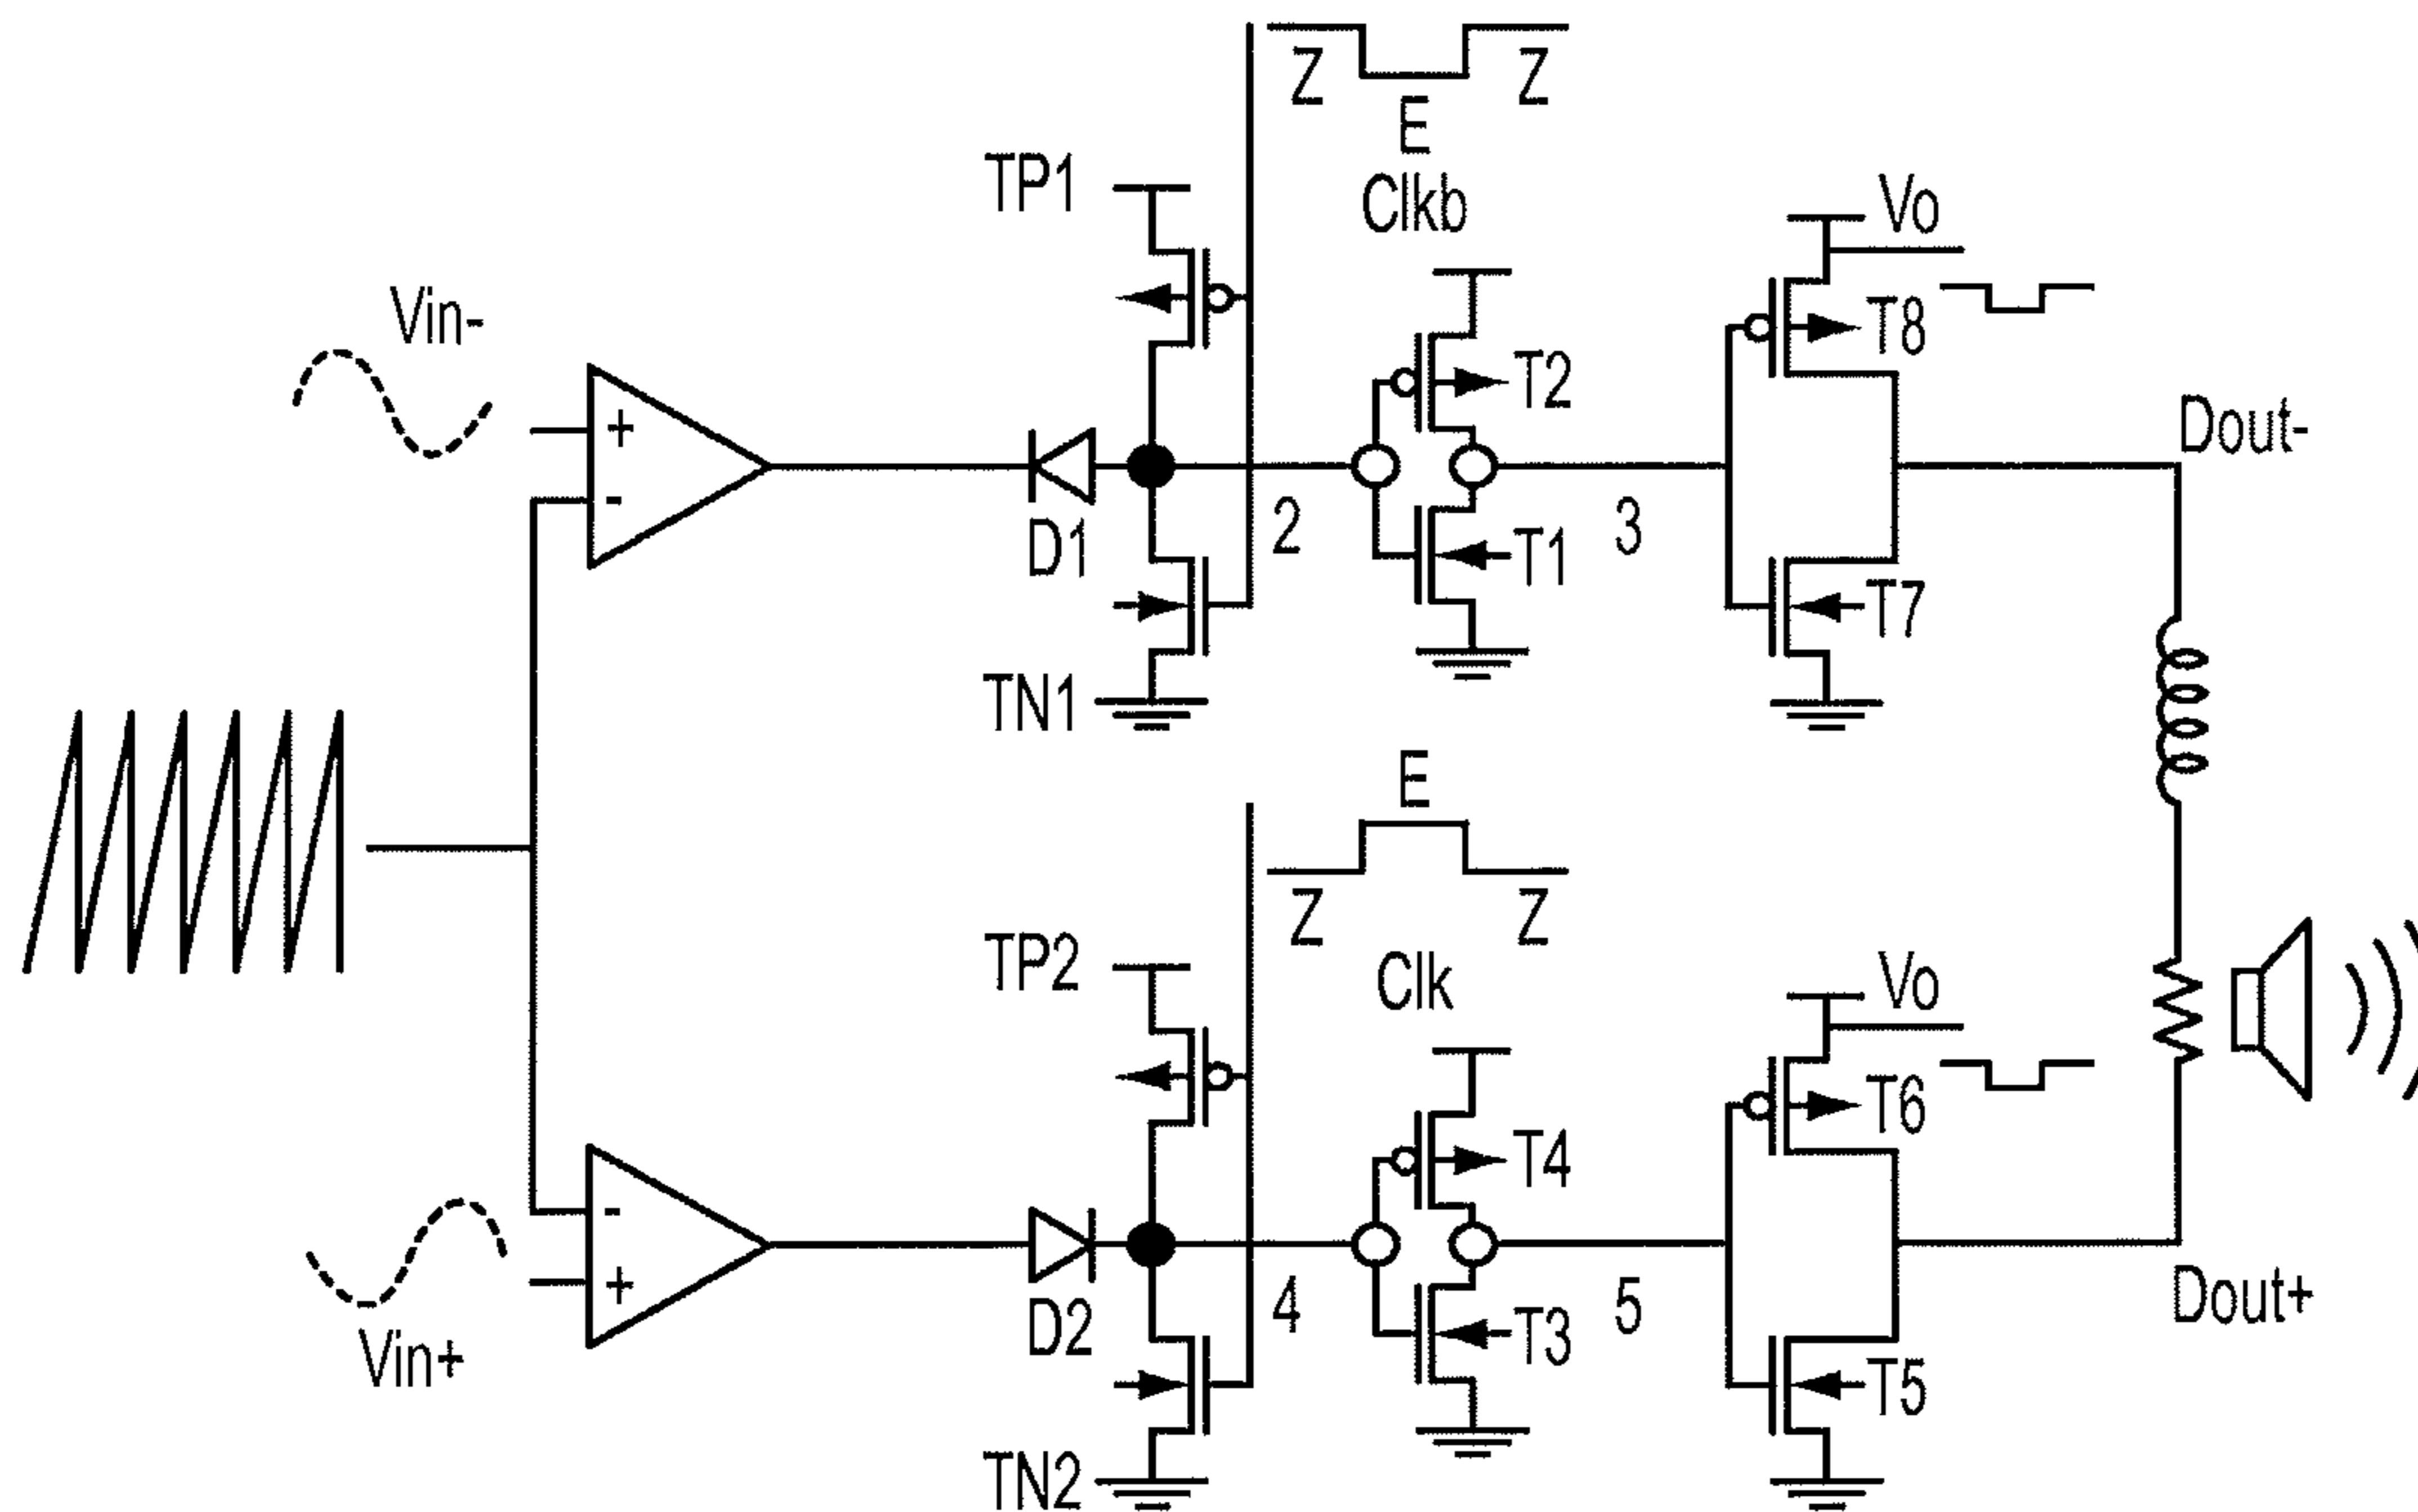 Z
Z
E
Clkb
TP1
Vo
Vin-
T8
T2
Dout-
+
-
2
3
D1
T1
T7
TN1
E
Z
Z
TP2
Clk
Vo
T6
T4
-
+
4
5
Dout+
D2
T3
Vin+
T5
TN2